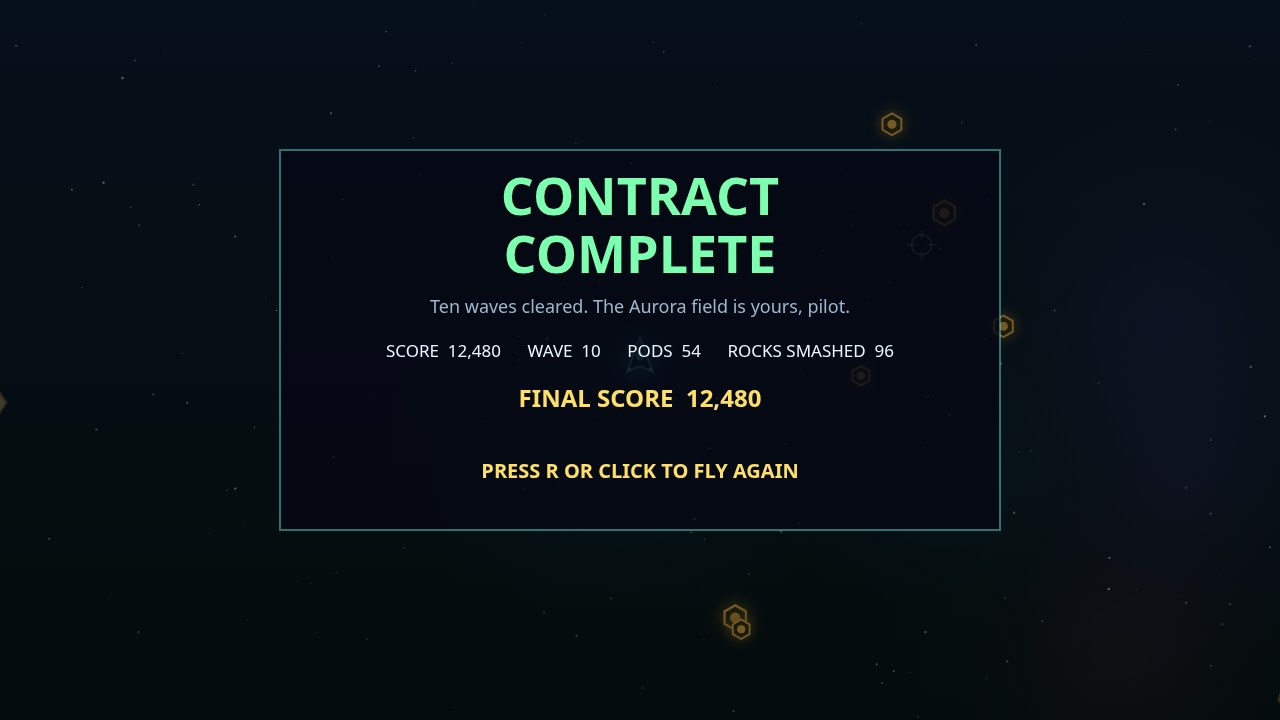 CONTRACT
COMPLETE
Ten waves cleared. The Aurora field is yours, pilot.
SCORE 12,480 WAVE 10 PODS 54 ROCKS SMASHED 96
FINAL SCORE 12,480
PRESS R OR CLICK TO FLY AGAIN